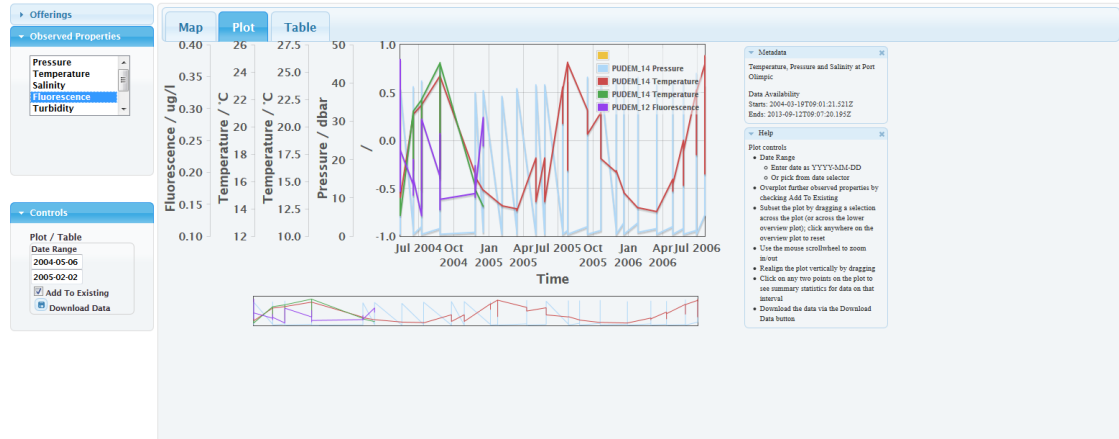 Offerings
Observed Properties
Pressure
Temperature
Salinity
Fluorescence
Turbidity
Controls
Plot / Table
Date Range
2004-05-06
2005-02-02
Add To Existing
Download Data
Map Plot Table
Fluorescence / ug/l
0.40
0.35
0.30
0.25
0.20
0.15
0.10
Temperature / °C
26
24
22
20
18
16
14
12
Temperature / °C
27.5
25.0
22.5
20.0
17.5
15.0
12.5
10.0
Pressure / dbar
50
40
30
20
10
0
/
1.0
0.5
0.0
-0.5
-1.0
PUDEM_14 Pressure
PUDEM_14 Temperature
PUDEM_14 Temperature
PUDEM_12 Fluorescence
Jul 2004 Oct Jan Apr Jul 2005 Oct Jan Apr Jul 2006
2004 2005 2005 2005 2006 2006
Time
Metadata
Temperature, Pressure and Salinity at Port
Olimpic
Data Availability
Starts: 2004-03-19T09:01:21.521Z
Ends: 2013-09-12T09:07:20.195Z
Help
Plot controls
Date Range
Enter date as YYYY-MM-DD
Or pick from date selector
Overplot further observed properties by
checking Add To Existing
Subset the plot by dragging a selection
across the plot (or across the lower
overview plot); click anywhere on the
overview plot to reset
Use the mouse scrollwheel to zoom
in/out
Realign the plot vertically by dragging
Click on any two points on the plot to
see summary statistics for data on that
interval
Download the data via the Download
Data button